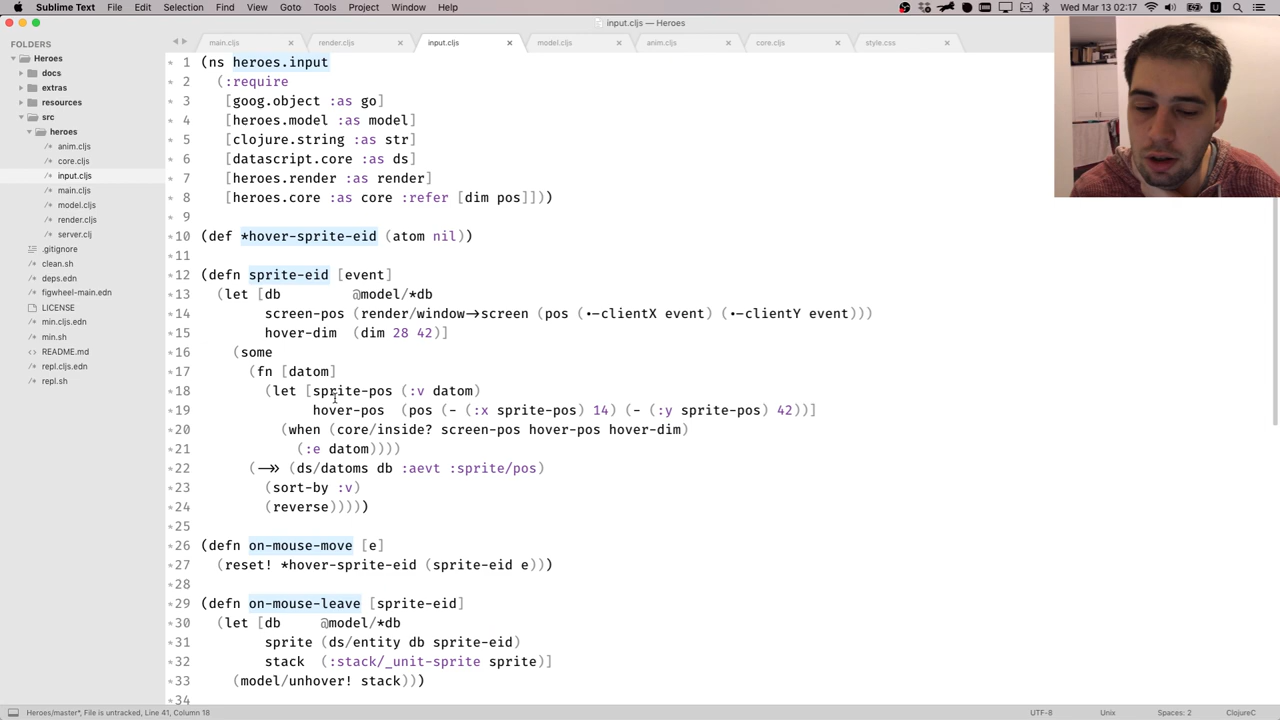 Sublime Text File Edit Selection Find View Goto Tools Project Window Help
Wed Mar 13 02:17
input.cljs — Heroes
FOLDERS
Heroes
docs
extras
resources
src
heroes
/* anim.cljs
/* core.cljs
/* input.cljs
/* main.cljs
/* model.cljs
/* render.cljs
/* server.clj
.gitignore
clean.sh
deps.edn
figwheel-main.edn
LICENSE
min.cljs.edn
min.sh
README.md
repl.cljs.edn
repl.sh
main.cljs render.cljs input.cljs model.cljs anim.cljs core.cljs style.css
* 1 (ns heroes.input
* 2 (:require
* 3 [goog.object :as go]
* 4 [heroes.model :as model]
* 5 [clojure.string :as str]
* 6 [datascript.core :as ds]
* 7 [heroes.render :as render]
* 8 [heroes.core :as core :refer [dim pos]]))
* 9
* 10 (def *hover-sprite-eid (atom nil))
* 11
* 12 (defn sprite-eid [event]
* 13 (let [db @model/*db
* 14 screen-pos (render/window->screen (pos (.-clientX event) (.-clientY event)))
* 15 hover-dim (dim 28 42)]
* 16 (some
* 17 (fn [datom]
* 18 (let [sprite-pos (:v datom)
* 19 hover-pos (pos (- (:x sprite-pos) 14) (- (:y sprite-pos) 42))]
* 20 (when (core/inside? screen-pos hover-pos hover-dim)
* 21 (:e datom))))
* 22 (->> (ds/datoms db :aevt :sprite/pos)
* 23 (sort-by :v)
* 24 (reverse)))))
* 25
* 26 (defn on-mouse-move [e]
* 27 (reset! *hover-sprite-eid (sprite-eid e)))
* 28
* 29 (defn on-mouse-leave [sprite-eid]
* 30 (let [db @model/*db
* 31 sprite (ds/entity db sprite-eid)
* 32 stack (:stack/_unit-sprite sprite)]
* 33 (model/unhover! stack)))
* 34
Heroes/master*, File is untracked, Line 41, Column 18
UTF-8 Unix Spaces: 2 ClojureC